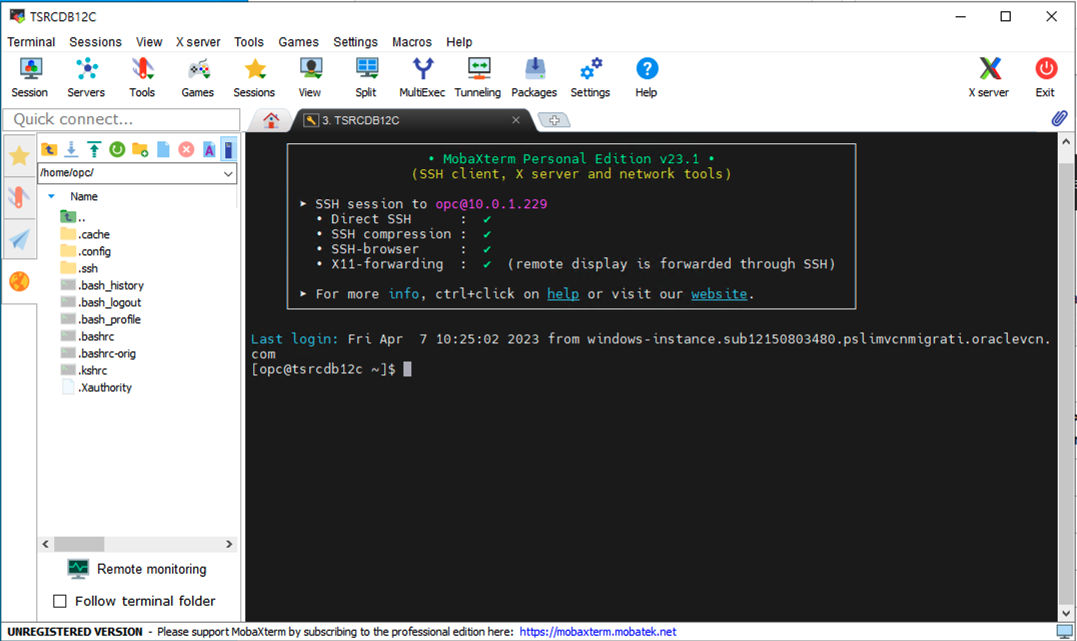 TSRCDB12C
Terminal Sessions View X server Tools Games Settings Macros Help
Session Servers Tools Games Sessions View Split MultiExec Tunneling Packages Settings Help X server Exit
Quick connect...
3. TSRCDB12C
/home/opc/
Name
..
.cache
.config
.ssh
.bash_history
.bash_logout
.bash_profile
.bashrc
.bashrc-orig
.kshrc
.Xauthority
Remote monitoring
Follow terminal folder
• MobaXterm Personal Edition v23.1 •
(SSH client, X server and network tools)
► SSH session to opc@10.0.1.229
• Direct SSH : ✔
• SSH compression : ✔
• SSH-browser : ✔
• X11-forwarding : ✔ (remote display is forwarded through SSH)
► For more info, ctrl+click on help or visit our website.
Last login: Fri Apr  7 10:25:02 2023 from windows-instance.sub12150803480.pslimvcnmigrati.oraclevcn.
com
[opc@tsrcdb12c ~]$
UNREGISTERED VERSION - Please support MobaXterm by subscribing to the professional edition here: https://mobaxterm.mobatek.net